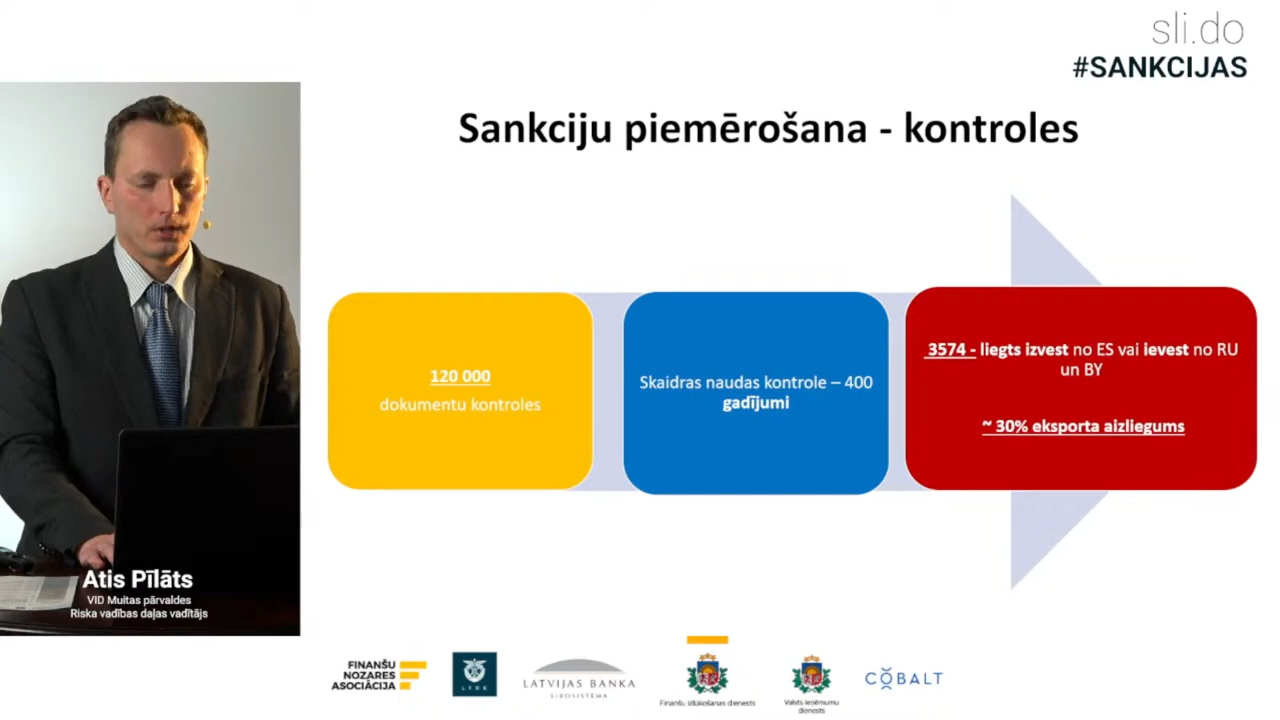 sli.do
#SANKCIJAS
Sankciju piemērošana - kontroles
120 000
dokumentu kontroles
Skaidras naudas kontrole – 400
gadījumi
3574 - liegts izvest no ES vai ievest no RU
un BY
~ 30% eksporta aizliegums
Atis Pīlāts
VID Muitas pārvaldes
Riska vadības daļas vadītājs
FINANŠU
NOZARES
ASOCIĀCIJA
LTRK
LATVIJAS BANKA
EIROSISTĒMA
Finanšu izlūkošanas dienests
Valsts ieņēmumu
dienests
COBALT